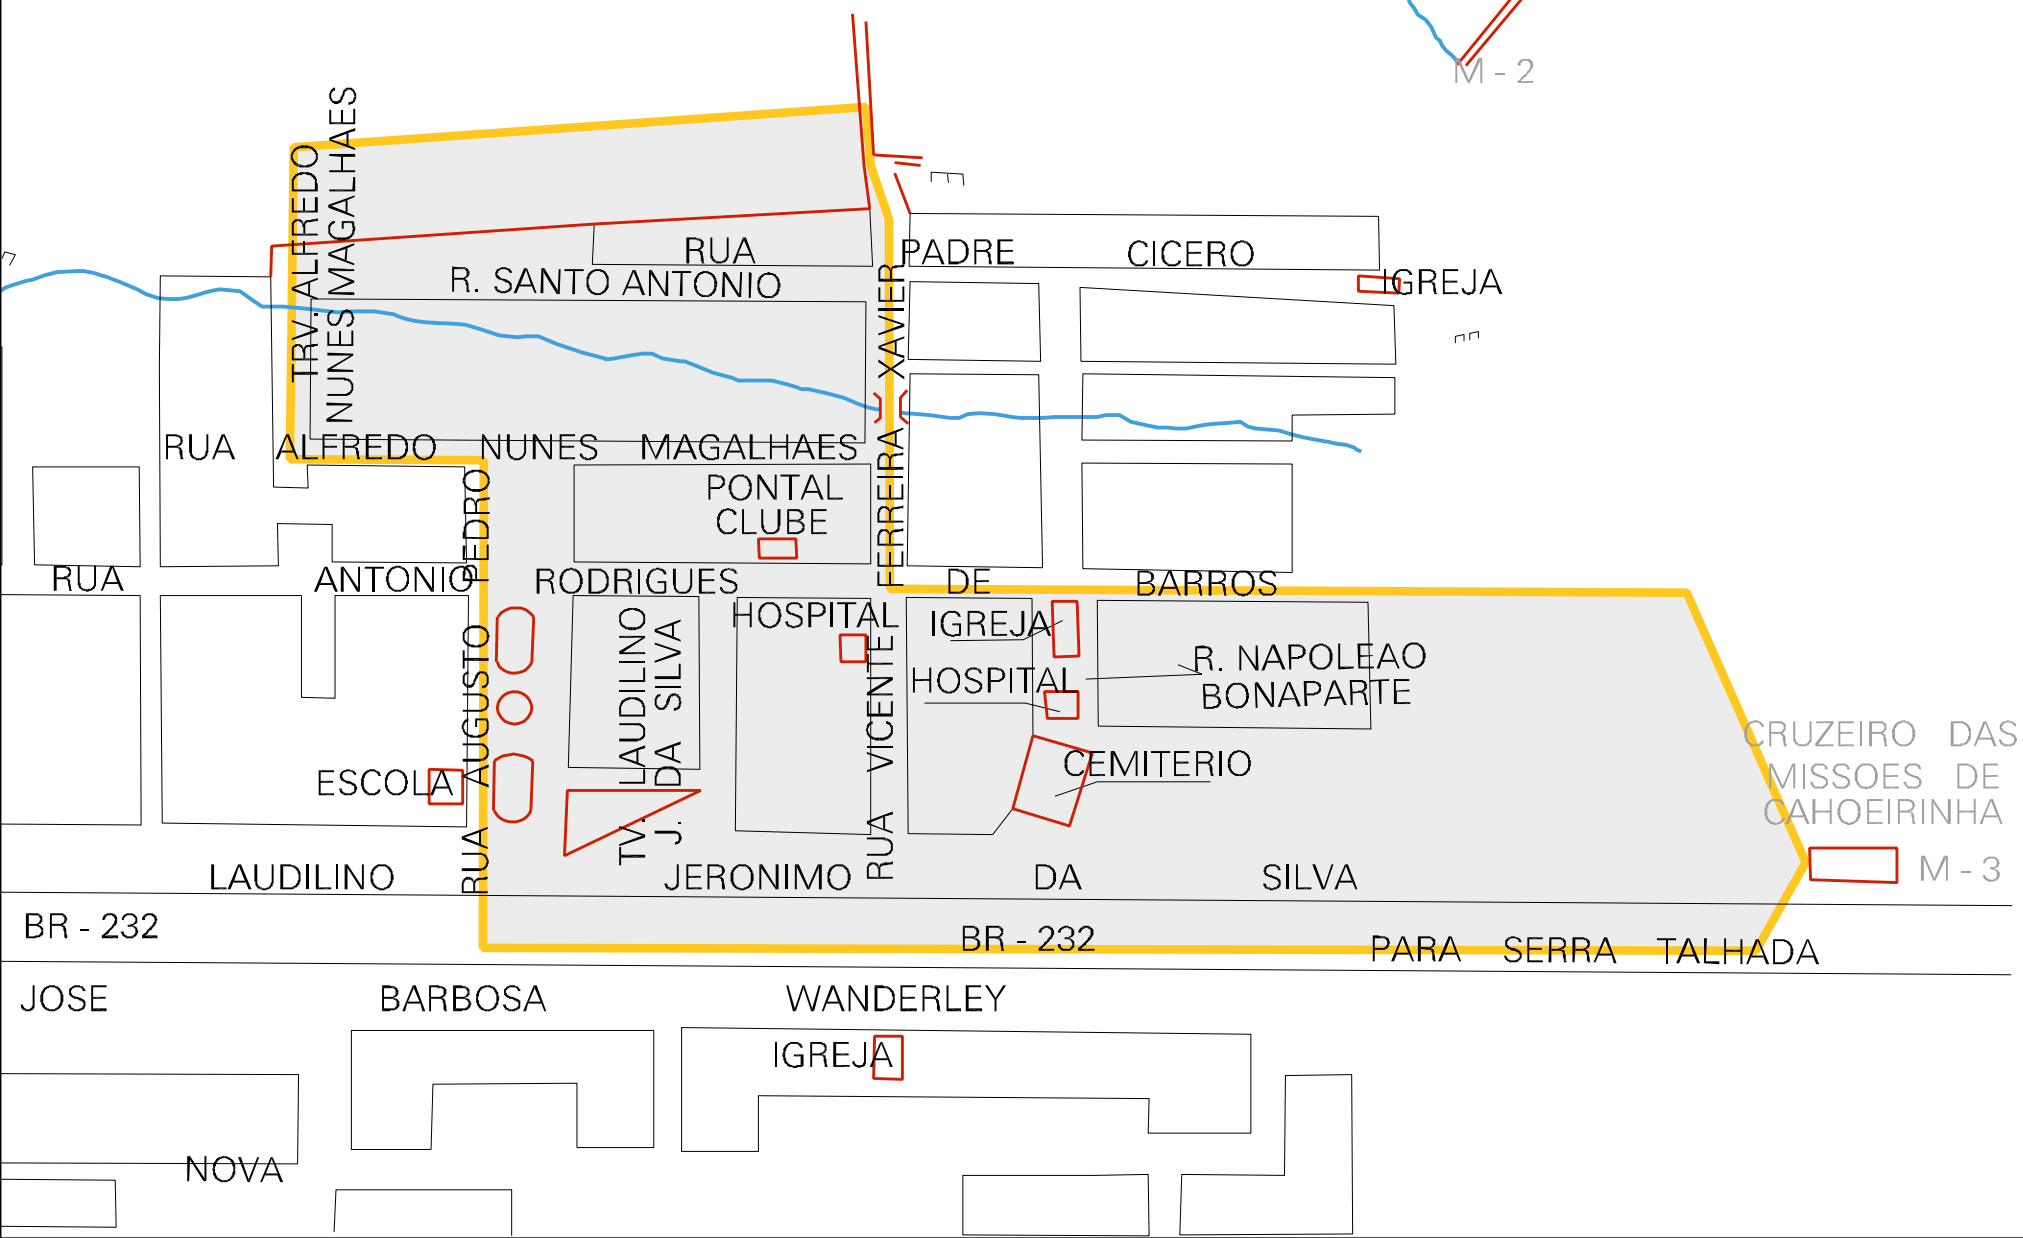 M - 2
TRV. ALFREDO
NUNES MAGALHAES
RUA PADRE CICERO
R. SANTO ANTONIO
IGREJA
RUA ALFREDO NUNES MAGALHAES
PONTAL
CLUBE
RUA ANTONIO RODRIGUES DE BARROS
RUA AUGUSTO PEDRO
RUA VICENTE FERREIRA XAVIER
HOSPITAL
IGREJA
HOSPITAL
R. NAPOLEAO
BONAPARTE
TV. LAUDILINO
J. DA SILVA
ESCOLA
CEMITERIO
CRUZEIRO DAS
MISSOES DE
CAHOEIRINHA
M - 3
LAUDILINO JERONIMO DA SILVA
BR - 232
BR - 232
PARA SERRA TALHADA
JOSE BARBOSA WANDERLEY
IGREJA
NOVA